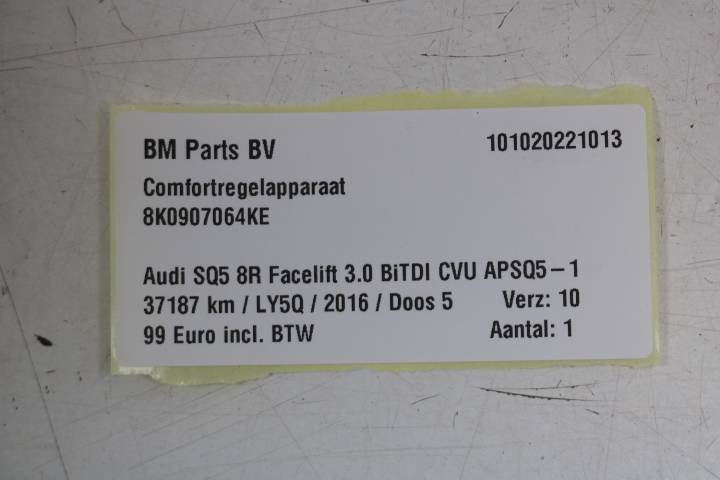 BM Parts BV 101020221013
Comfortregelapparaat
8K0907064KE
Audi SQ5 8R Facelift 3.0 BiTDI CVU APSQ5-1
37187 km / LY5Q / 2016 / Doos 5 Verz: 10
99 Euro incl. BTW Aantal: 1